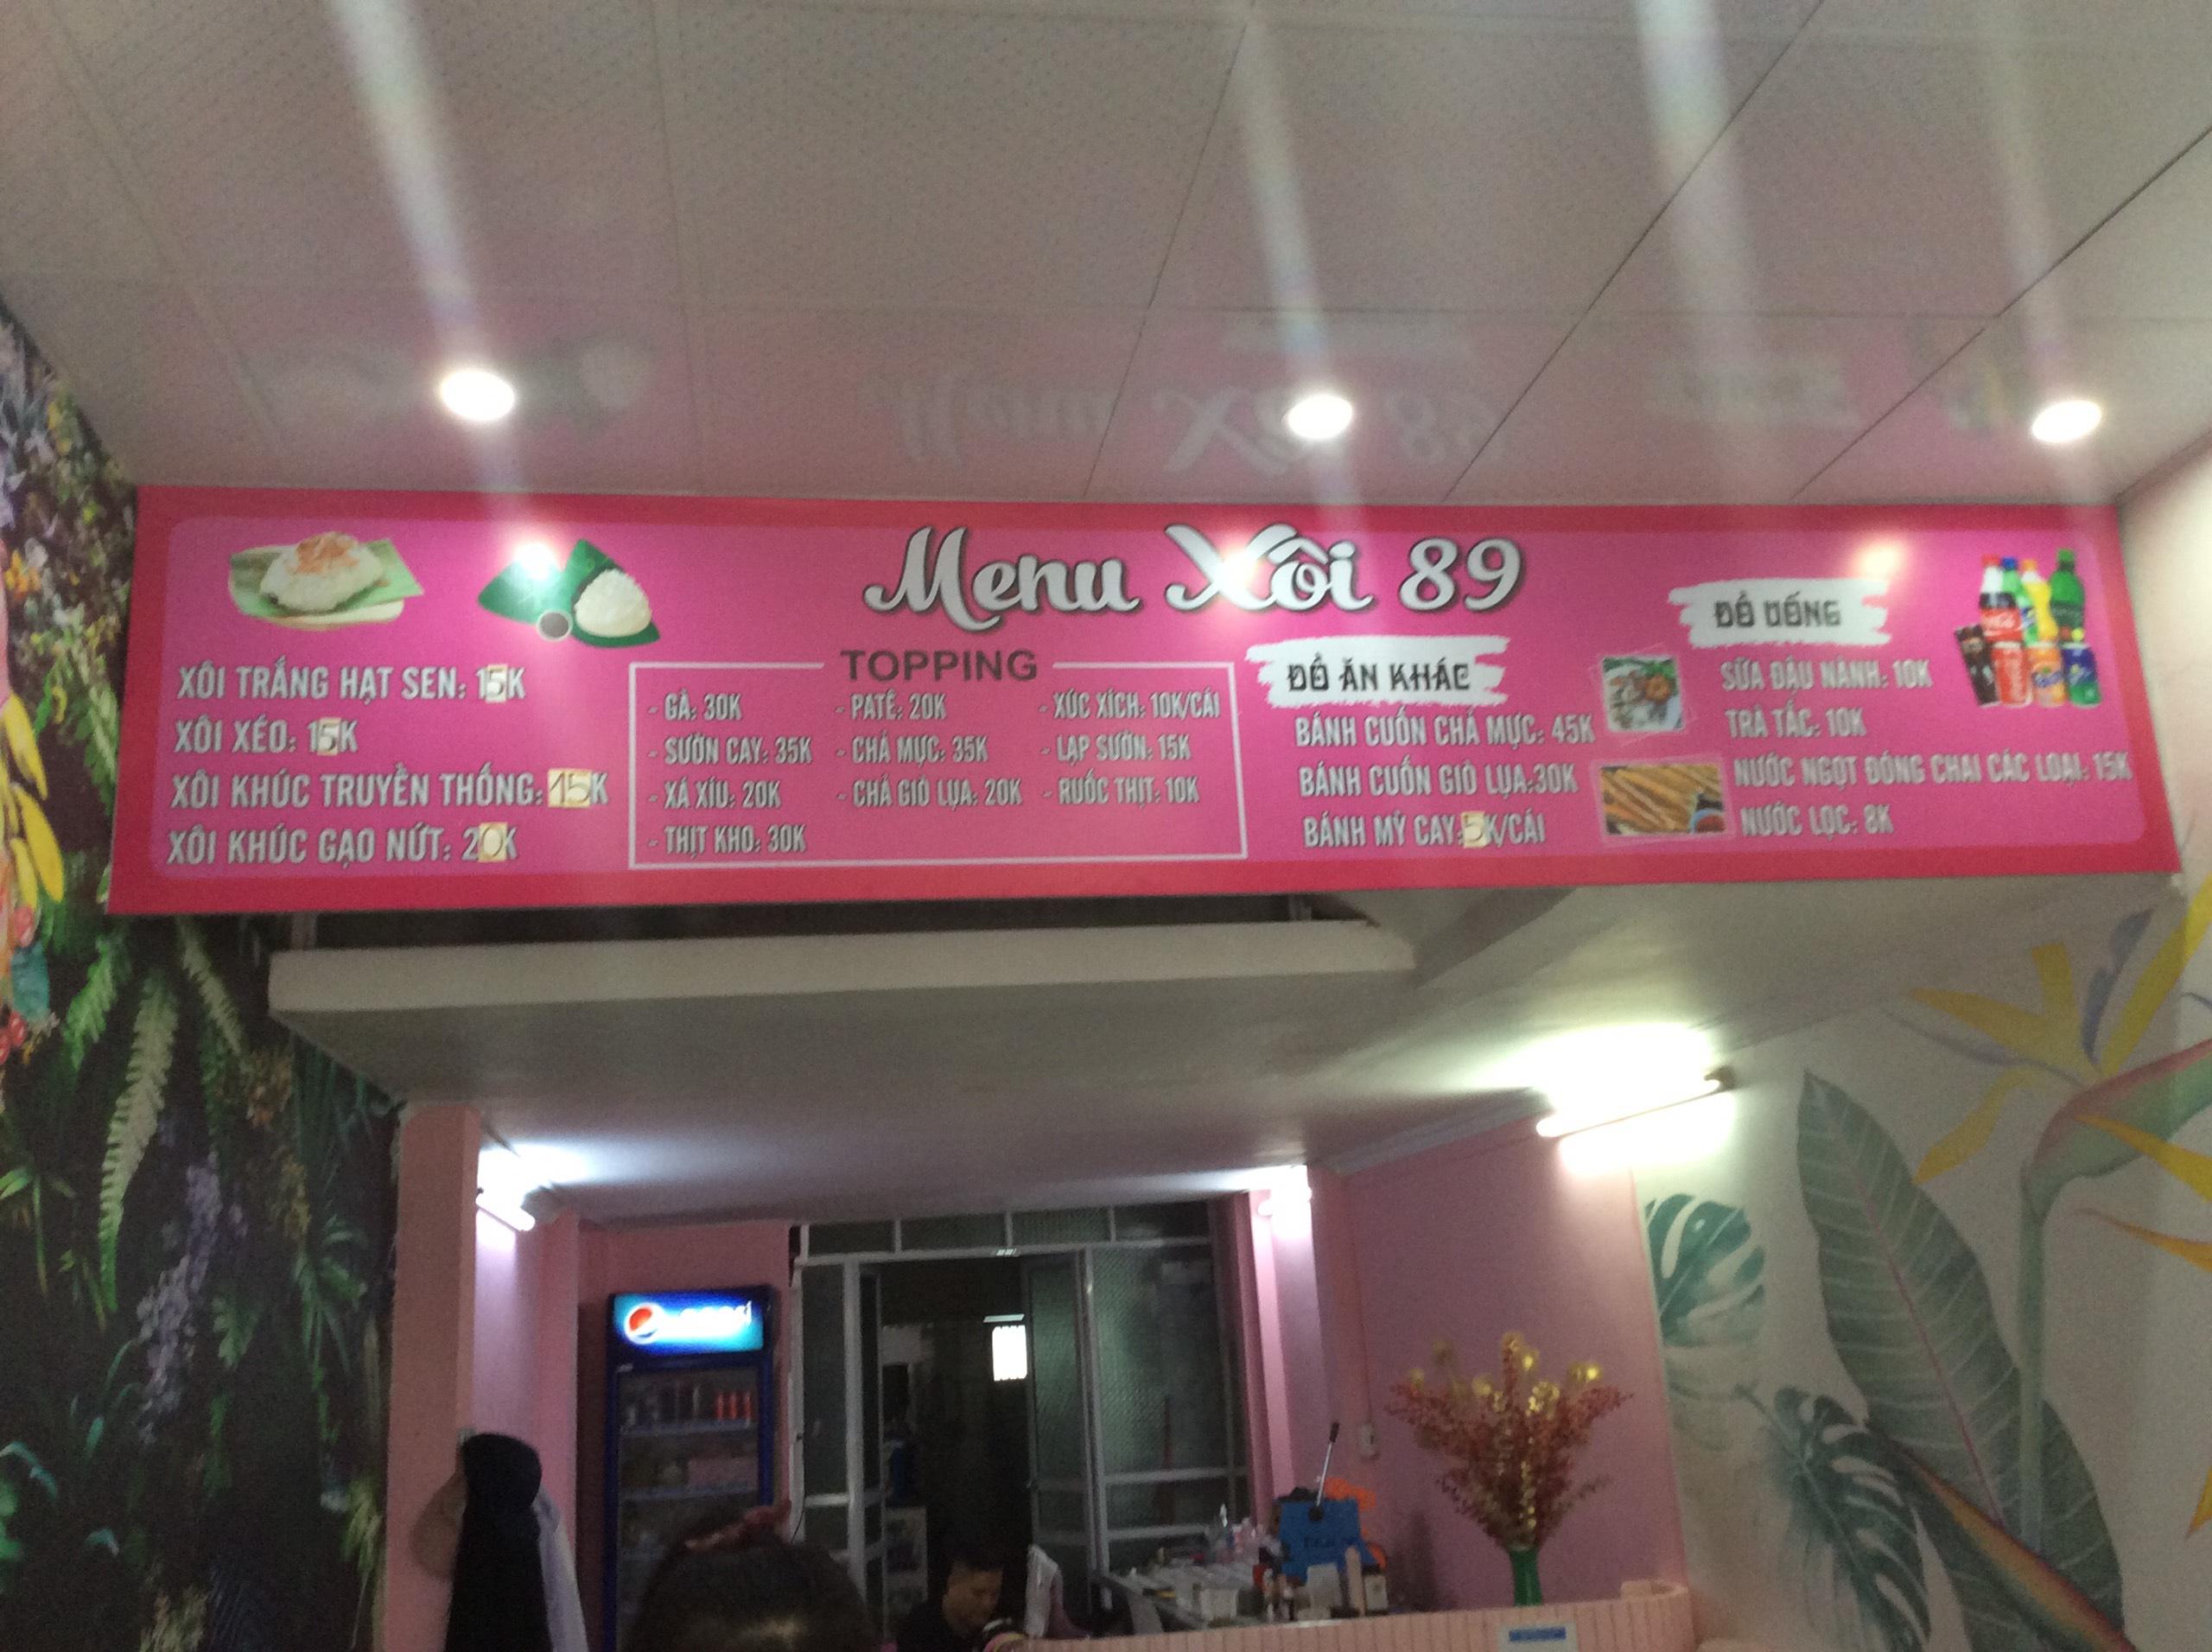 Menu Xôi 89
XÔI TRẮNG HẠT SEN: 15K
XÔI XÉO: 15K
XÔI KHÚC TRUYỀN THỐNG: 15K
XÔI KHÚC GẠO NỨT: 20K
TOPPING
- GÀ: 30K
- SƯỜN CAY: 35K
- XÁ XÍU: 20K
- THỊT KHO: 30K
- PATÊ: 20K
- CHẢ MỰC: 35K
- CHẢ GIÒ LỤA: 20K
- XÚC XÍCH: 10K/CÁI
- LẠP SƯỜN: 15K
- RUỐC THỊT: 10K
ĐỒ ĂN KHÁC
BÁNH CUỐN CHẢ MỰC: 45K
BÁNH CUỐN GIÒ LỤA:30K
BÁNH MỲ CAY:5K/CÁI
ĐỒ UỐNG
SỮA ĐẬU NÀNH: 10K
TRÀ TẮC: 10K
NƯỚC NGỌT ĐÓNG CHAI CÁC LOẠI: 15K
NƯỚC LỌC: 8K
pepsi